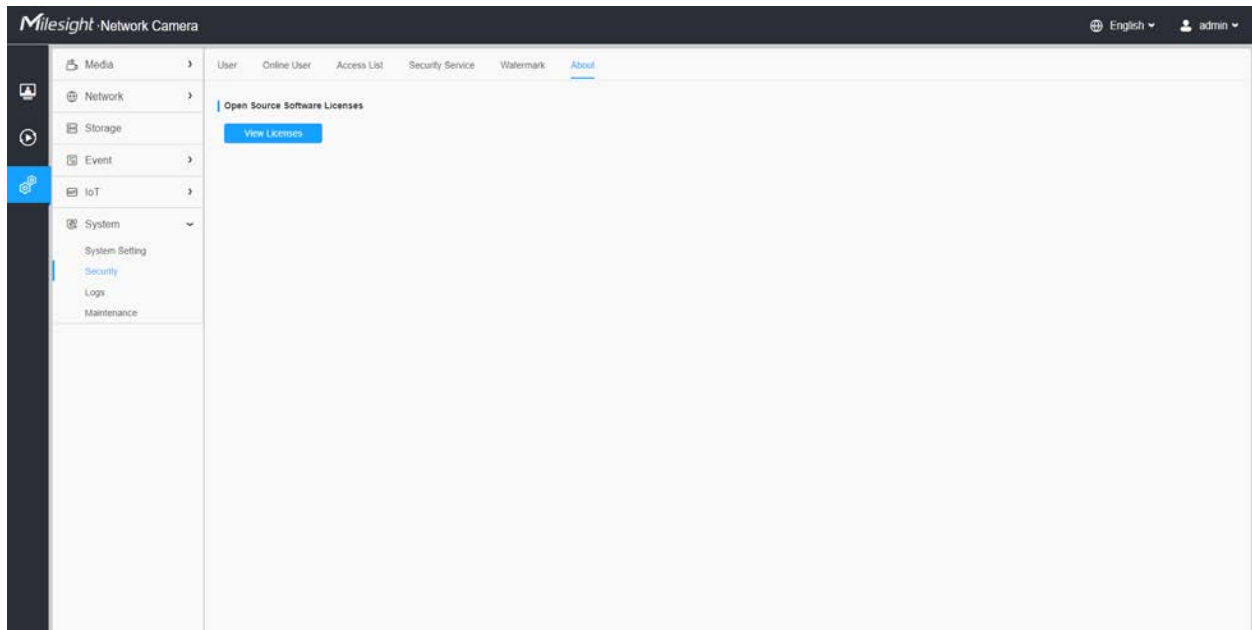 Milesight · Network Camera
English
admin
Media
Network
Storage
Event
IoT
System
System Setting
Security
Logs
Maintenance
User
Online User
Access List
Security Service
Watermark
About
Open Source Software Licenses
View Licenses